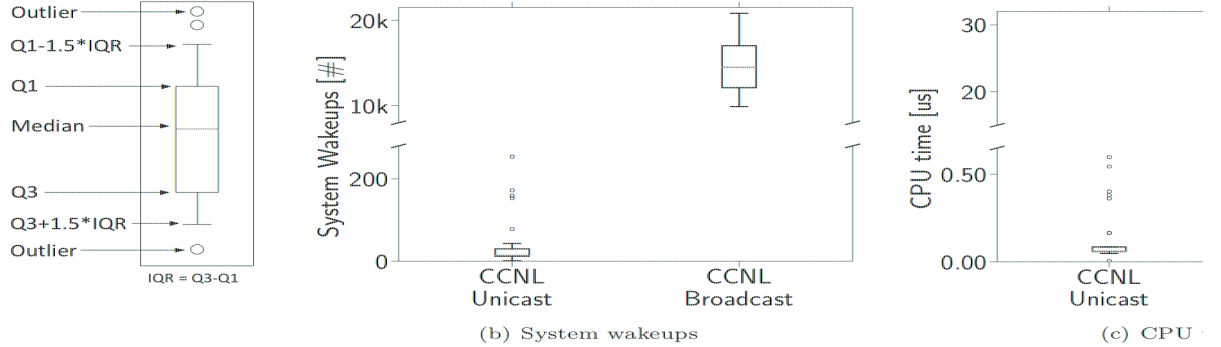 Outlier
Q1-1.5*IQR
Q1
Median
Q3
Q3+1.5*IQR
Outlier
IQR = Q3-Q1
System Wakeups [#]
20k
10k
200
0
CCNL
Unicast
CCNL
Broadcast
(b) System wakeups
CPU time [us]
30
20
0.50
0.00
CCNL
Unicast
(c) CPU